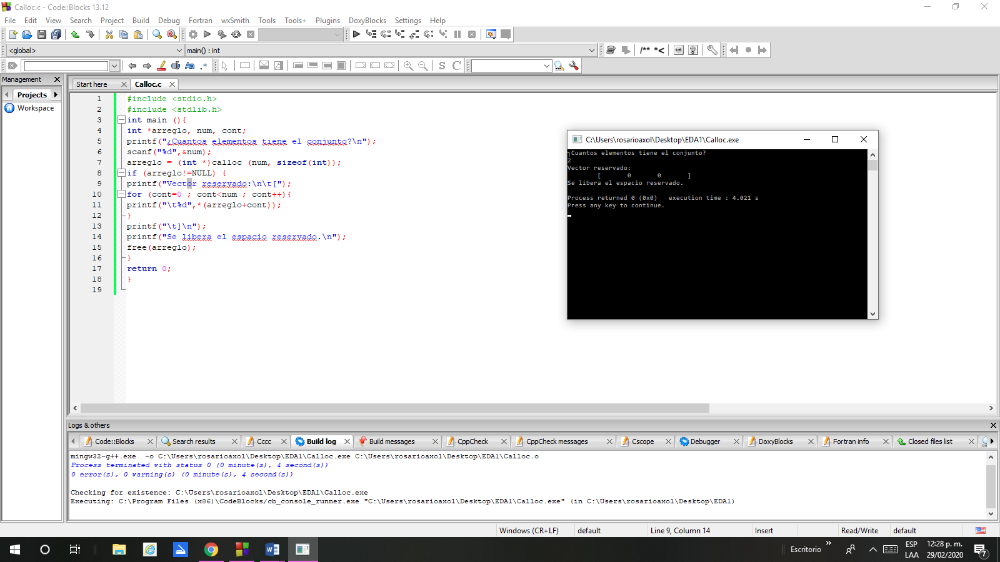 Calloc.c - Code::Blocks 13.12
File Edit View Search Project Build Debug Fortran wxSmith Tools Tools+ Plugins DoxyBlocks Settings Help
<global> main() : int
/** *<
Aa .* S C
Management
Start here Calloc.c
Projects
Workspace
1 #include <stdio.h>
2 #include <stdlib.h>
3 int main (){
4 int *arreglo, num, cont;
5 printf("¿Cuantos elementos tiene el conjunto?\n");
6 scanf("%d",&num);
7 arreglo = (int *)calloc (num, sizeof(int));
8 if (arreglo!=NULL) {
9 printf("Vector reservado:\n\t[");
10 for (cont=0 ; cont<num ; cont++){
11 printf("\t%d",*(arreglo+cont));
12 }
13 printf("\t]\n");
14 printf("Se libera el espacio reservado.\n");
15 free(arreglo);
16 }
17 return 0;
18 }
19
C:\Users\rosarioaxol\Desktop\EDA1\Calloc.exe
┐Cuantos elementos tiene el conjunto?
2
Vector reservado:
[ 0 0 ]
Se libera el espacio reservado.
Process returned 0 (0x0) execution time : 4.021 s
Press any key to continue.
Logs & others
Code::Blocks Search results Cccc Build log Build messages CppCheck CppCheck messages Cscope Debugger DoxyBlocks Fortran info Closed files list
mingw32-g++.exe -o C:\Users\rosarioaxol\Desktop\EDA1\Calloc.exe C:\Users\rosarioaxol\Desktop\EDA1\Calloc.o
Process terminated with status 0 (0 minute(s), 4 second(s))
0 error(s), 0 warning(s) (0 minute(s), 4 second(s))
Checking for existence: C:\Users\rosarioaxol\Desktop\EDA1\Calloc.exe
Executing: C:\Program Files (x86)\CodeBlocks/cb_console_runner.exe "C:\Users\rosarioaxol\Desktop\EDA1\Calloc.exe" (in C:\Users\rosarioaxol\Desktop\EDA1)
Windows (CR+LF) default Line 9, Column 14 Insert Read/Write default
Escritorio
ESP
LAA
12:28 p. m.
29/02/2020
7